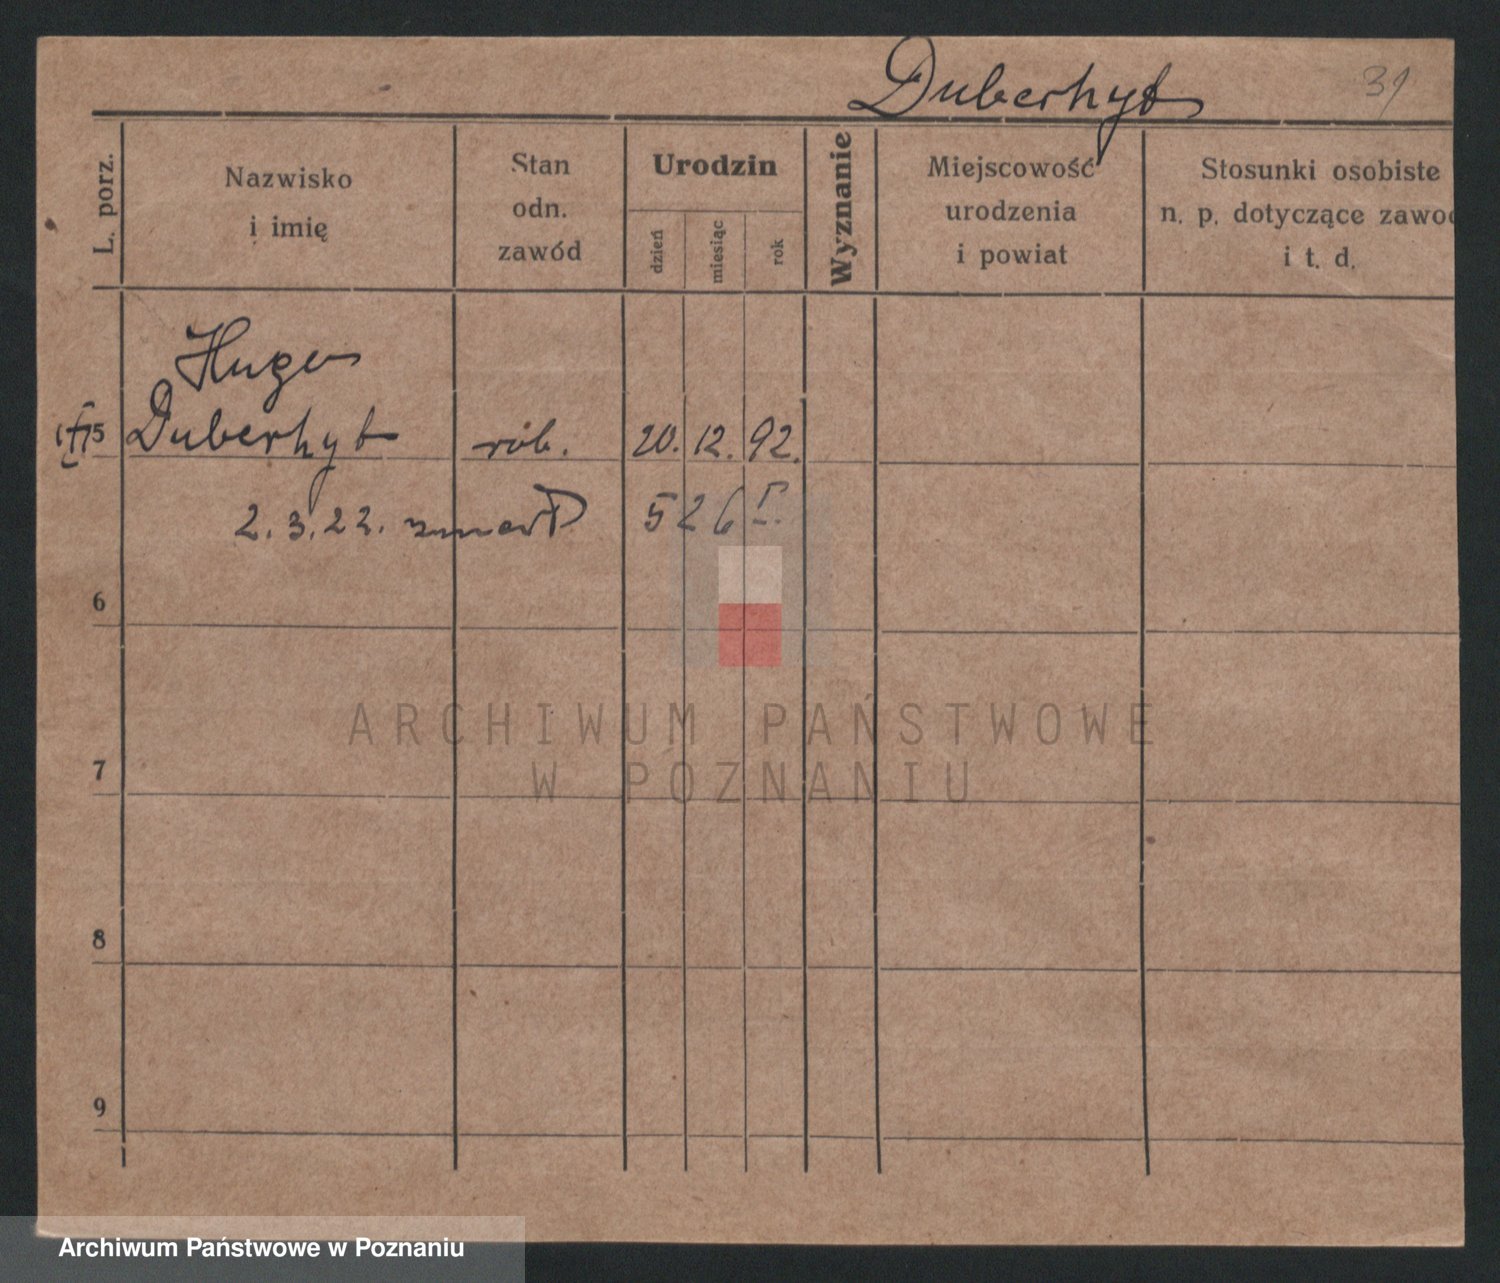 Duberhyt 31
L. porz.
Nazwisko
i imię
Stan
odn.
zawód
Urodzin
dzień
miesiąc
rok
Wyznanie
Miejscowość
urodzenia
i powiat
Stosunki osobiste
n. p. dotyczące zawod
i t. d.
Hugo
5 Duberhyt rob. 20. 12. 92.
2. 3. 22. zmarł 526 I.
6
7
8
9
ARCHIWUM PAŃSTWOWE
W POZNANIU
Archiwum Państwowe w Poznaniu